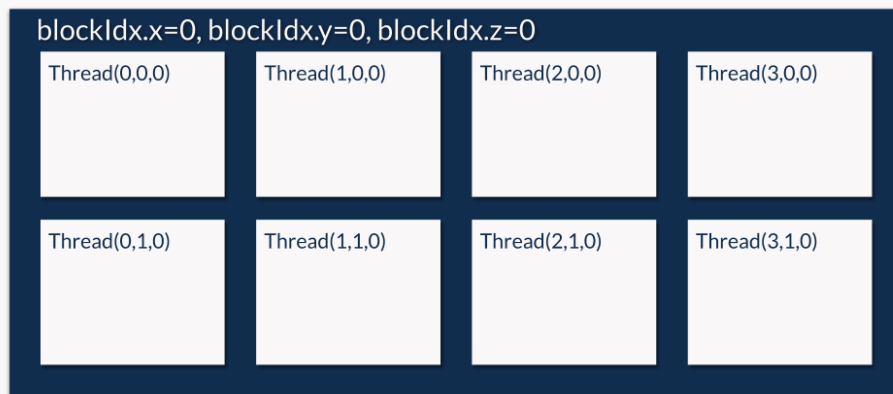 blockIdx.x=0, blockIdx.y=0, blockIdx.z=0
Thread(0,0,0) Thread(1,0,0) Thread(2,0,0) Thread(3,0,0)
Thread(0,1,0) Thread(1,1,0) Thread(2,1,0) Thread(3,1,0)